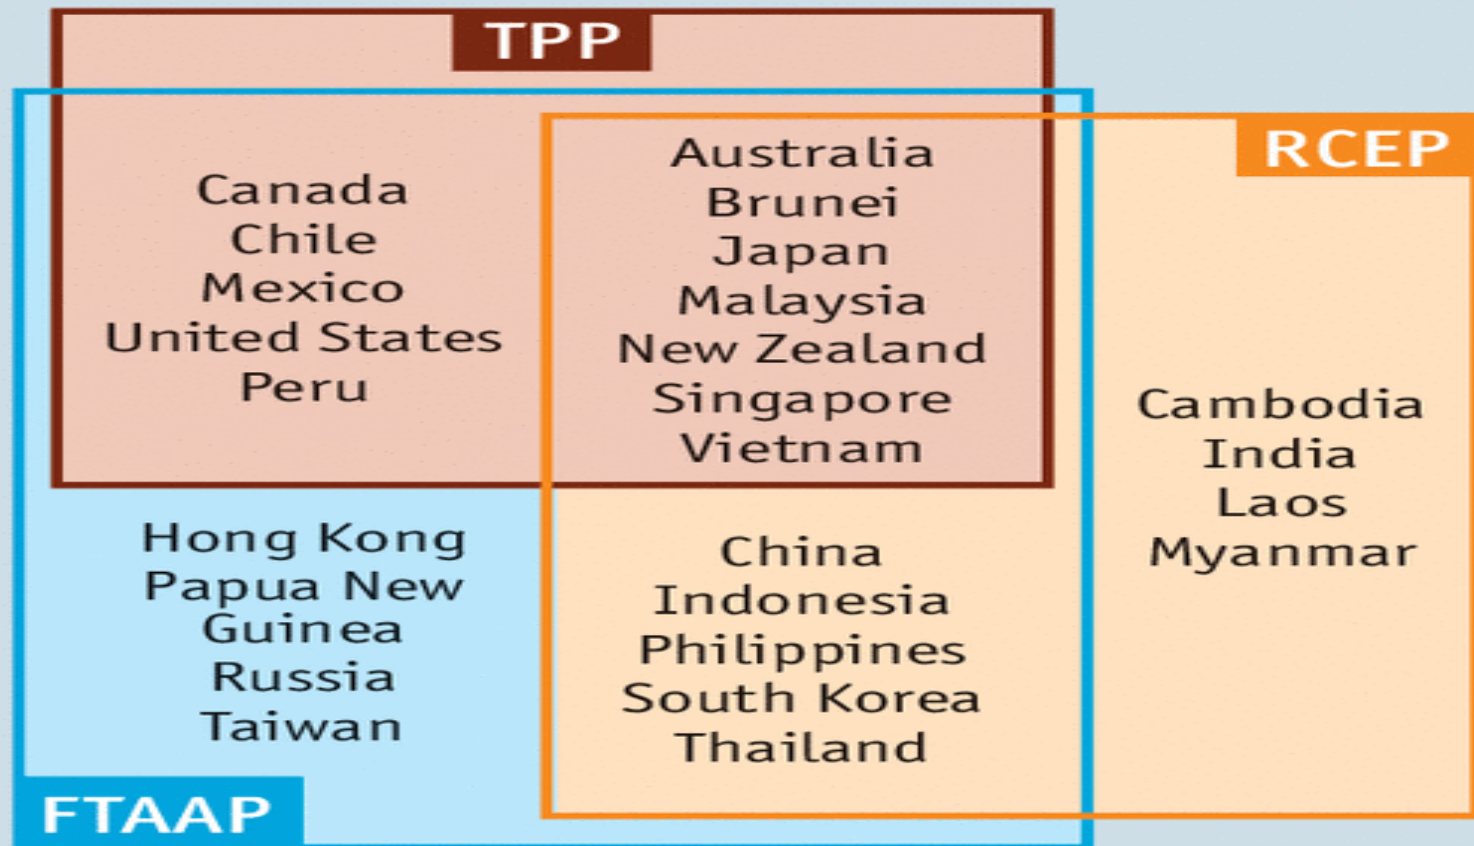 TPP
Canada
Chile
Mexico
United States
Peru
Australia
Brunei
Japan
Malaysia
New Zealand
Singapore
Vietnam
RCEP
Cambodia
India
Laos
Myanmar
Hong Kong
Papua New
Guinea
Russia
Taiwan
China
Indonesia
Philippines
South Korea
Thailand
FTAAP